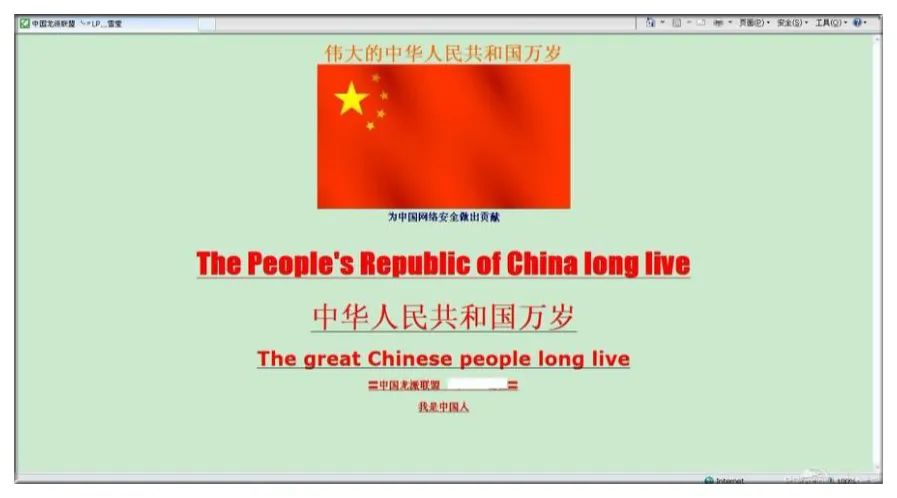 中国龙派联盟 ╰☆LP...雪莹
页面(P) 安全(S) 工具(O)
伟大的中华人民共和国万岁
为中国网络安全做出贡献
The People's Republic of China long live
中华人民共和国万岁
The great Chinese people long live
〓中国龙派联盟 〓
我是中国人
Internet 100%